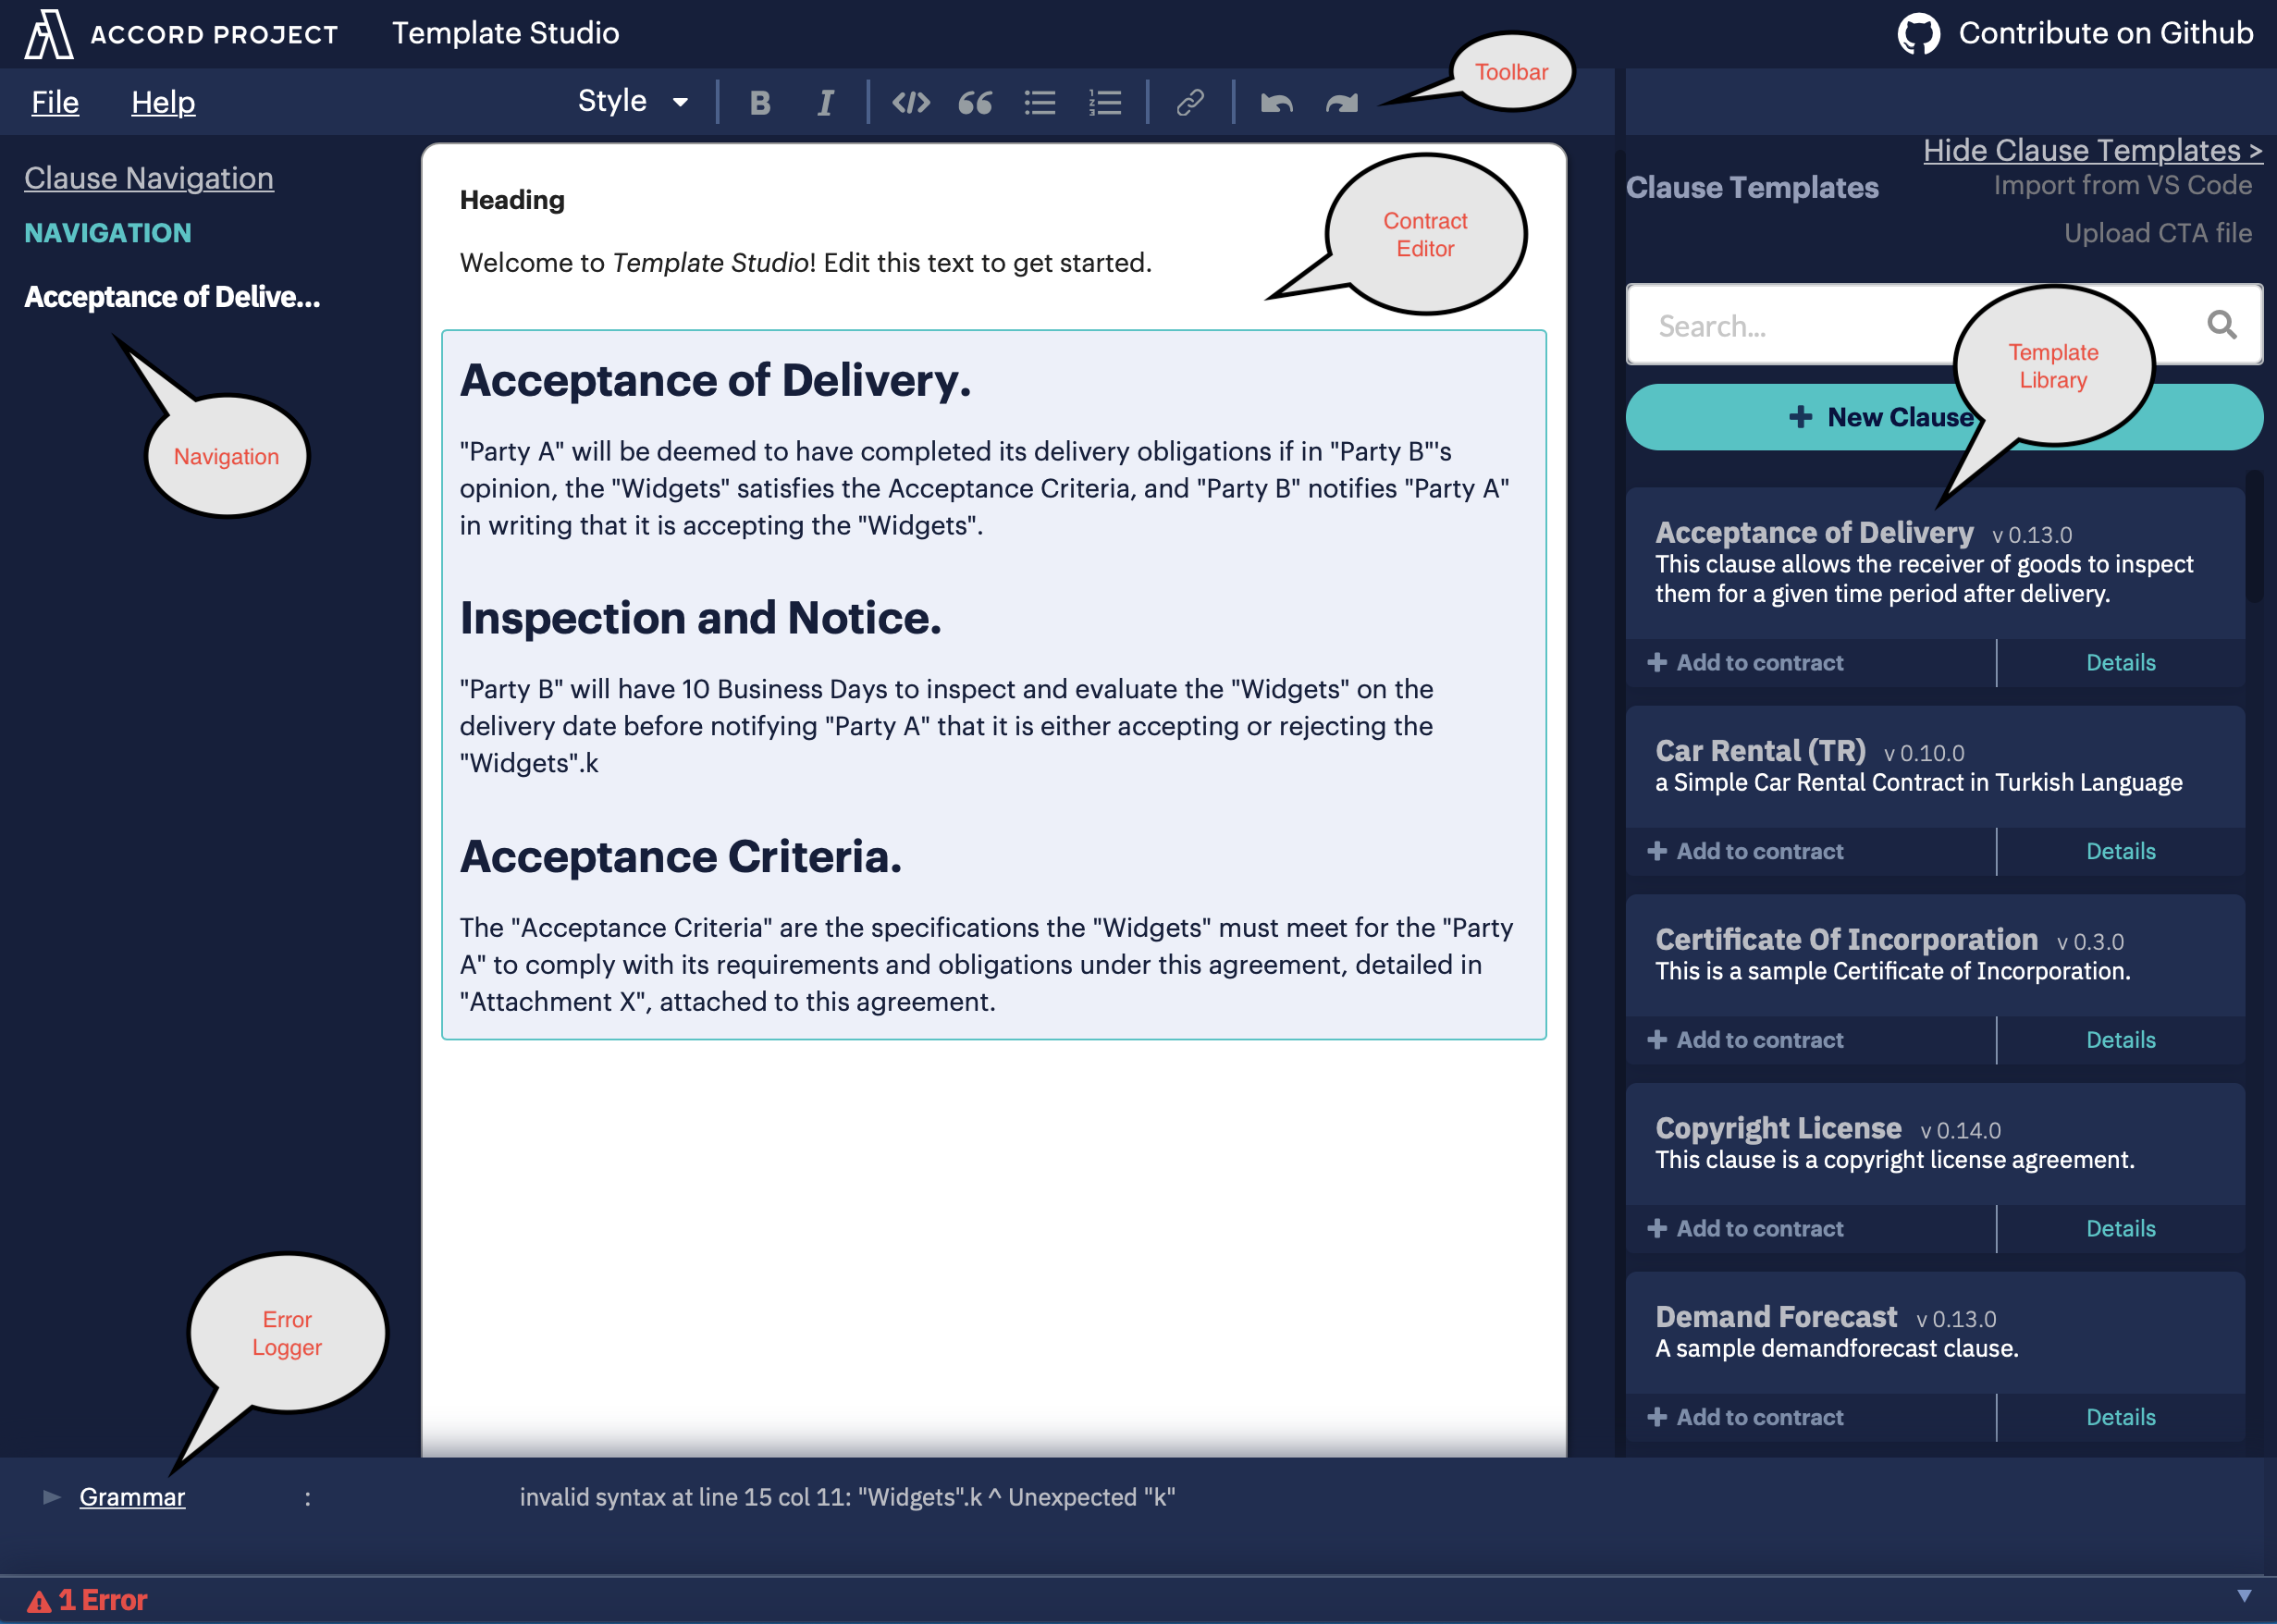 ACCORD PROJECT Template Studio
Contribute on Github
File Help
Style
B I
Toolbar
Clause Navigation
NAVIGATION
Acceptance of Delive...
Navigation
Heading
Welcome to Template Studio! Edit this text to get started.
Contract
Editor
Acceptance of Delivery.
"Party A" will be deemed to have completed its delivery obligations if in "Party B"'s
opinion, the "Widgets" satisfies the Acceptance Criteria, and "Party B" notifies "Party A"
in writing that it is accepting the "Widgets".
Inspection and Notice.
"Party B" will have 10 Business Days to inspect and evaluate the "Widgets" on the
delivery date before notifying "Party A" that it is either accepting or rejecting the
"Widgets".k
Acceptance Criteria.
The "Acceptance Criteria" are the specifications the "Widgets" must meet for the "Party
A" to comply with its requirements and obligations under this agreement, detailed in
"Attachment X", attached to this agreement.
Hide Clause Templates >
Clause Templates
Import from VS Code
Upload CTA file
Search...
Template
Library
+ New Clause
Acceptance of Delivery v 0.13.0
This clause allows the receiver of goods to inspect
them for a given time period after delivery.
+ Add to contract Details
Car Rental (TR) v 0.10.0
a Simple Car Rental Contract in Turkish Language
+ Add to contract Details
Certificate Of Incorporation v 0.3.0
This is a sample Certificate of Incorporation.
+ Add to contract Details
Copyright License v 0.14.0
This clause is a copyright license agreement.
+ Add to contract Details
Demand Forecast v 0.13.0
A sample demandforecast clause.
+ Add to contract Details
Error
Logger
Grammar : invalid syntax at line 15 col 11: "Widgets".k ^ Unexpected "k"
1 Error